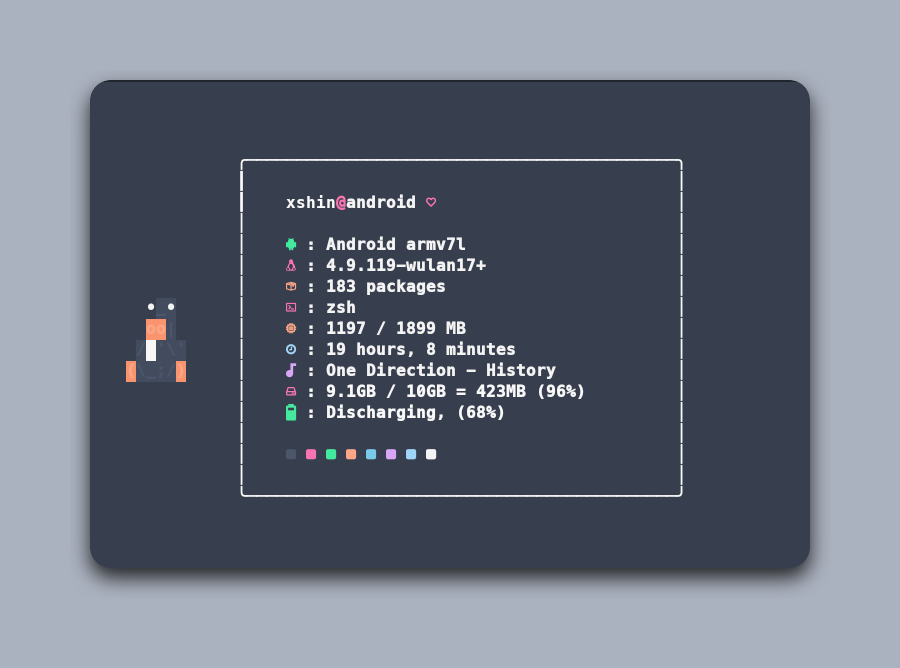 xshin@android ♡
: Android armv7l
: 4.9.119-wulan17+
: 183 packages
: zsh
: 1197 / 1899 MB
: 19 hours, 8 minutes
: One Direction - History
: 9.1GB / 10GB = 423MB (96%)
: Discharging, (68%)